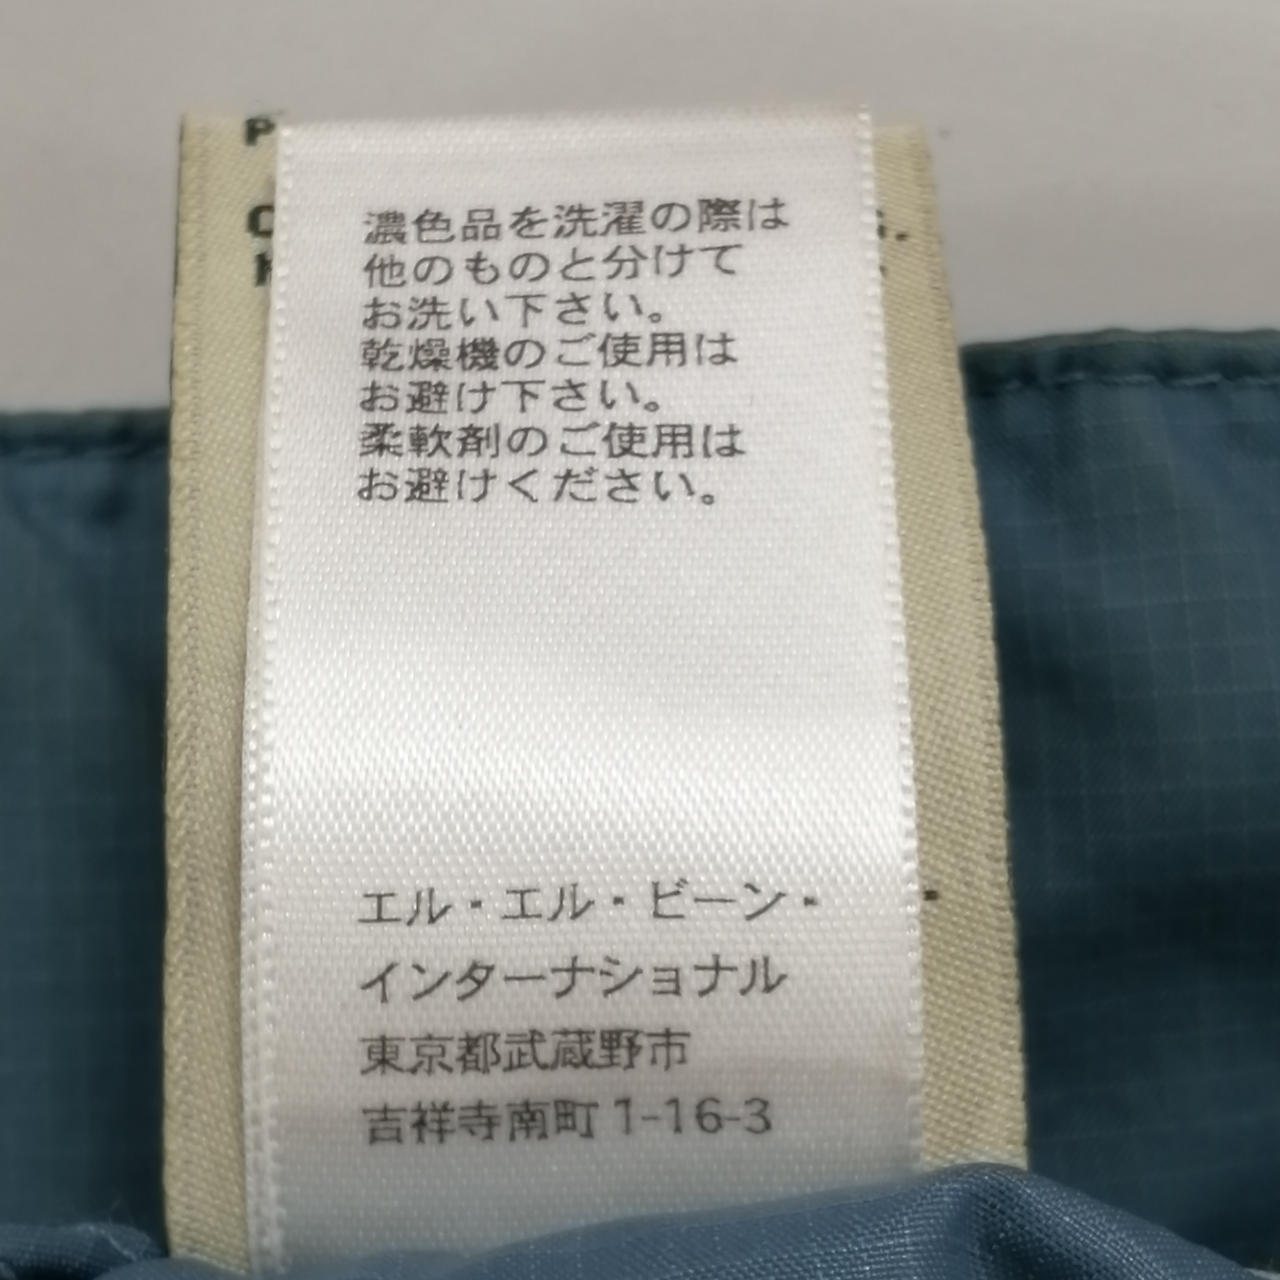 濃色品を洗濯の際は
他のものと分けて
お洗い下さい。
乾燥機のご使用は
お避け下さい。
柔軟剤のご使用は
お避けください。
エル・エル・ビーン・
インターナショナル
東京都武蔵野市
吉祥寺南町1-16-3